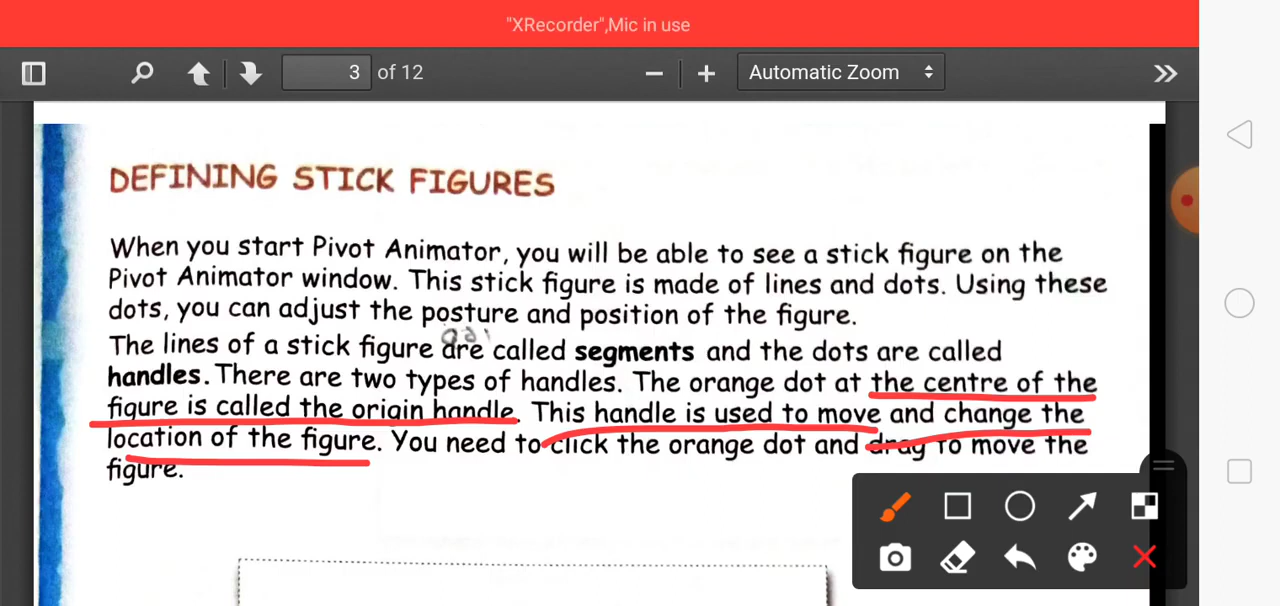 "XRecorder",Mic in use
3 of 12
Automatic Zoom
DEFINING STICK FIGURES
When you start Pivot Animator, you will be able to see a stick figure on the
Pivot Animator window. This stick figure is made of lines and dots. Using these
dots, you can adjust the posture and position of the figure.
The lines of a stick figure are called segments and the dots are called
handles. There are two types of handles. The orange dot at the centre of the
figure is called the origin handle. This handle is used to move and change the
location of the figure. You need to click the orange dot and drag to move the
figure.